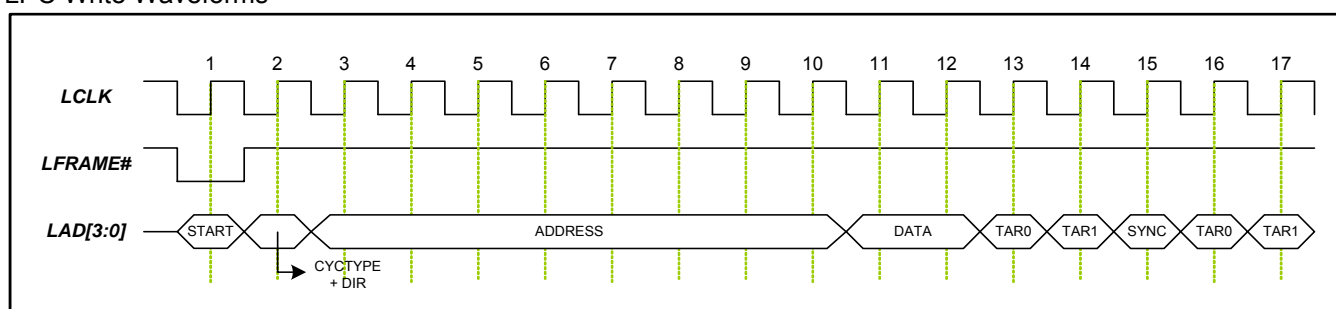 LPC Write Waveforms
1 2 3 4 5 6 7 8 9 10 11 12 13 14 15 16 17
LCLK
LFRAME#
LAD[3:0] START ADDRESS DATA TAR0 TAR1 SYNC TAR0 TAR1
CYCTYPE
+ DIR